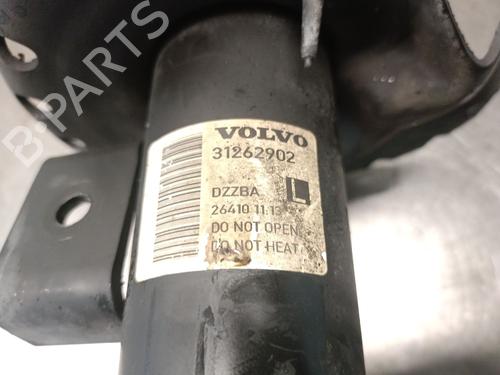 B-PARTS
VOLVO
31262902
DZZBA L
26410 11:13
DO NOT OPEN
DO NOT HEAT